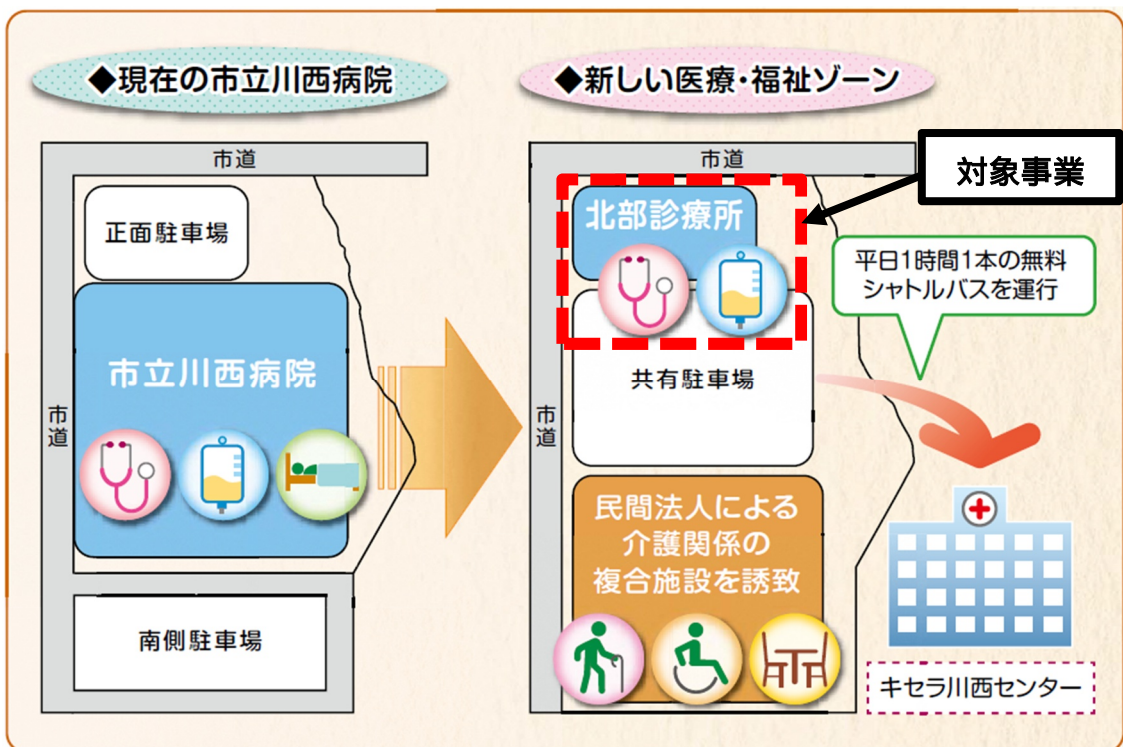 ◆現在の市立川西病院
市道
正面駐車場
市立川西病院
市道
南側駐車場
◆新しい医療・福祉ゾーン
市道
対象事業
北部診療所
平日1時間1本の無料
シャトルバスを運行
共有駐車場
市道
民間法人による
介護関係の
複合施設を誘致
キセラ川西センター